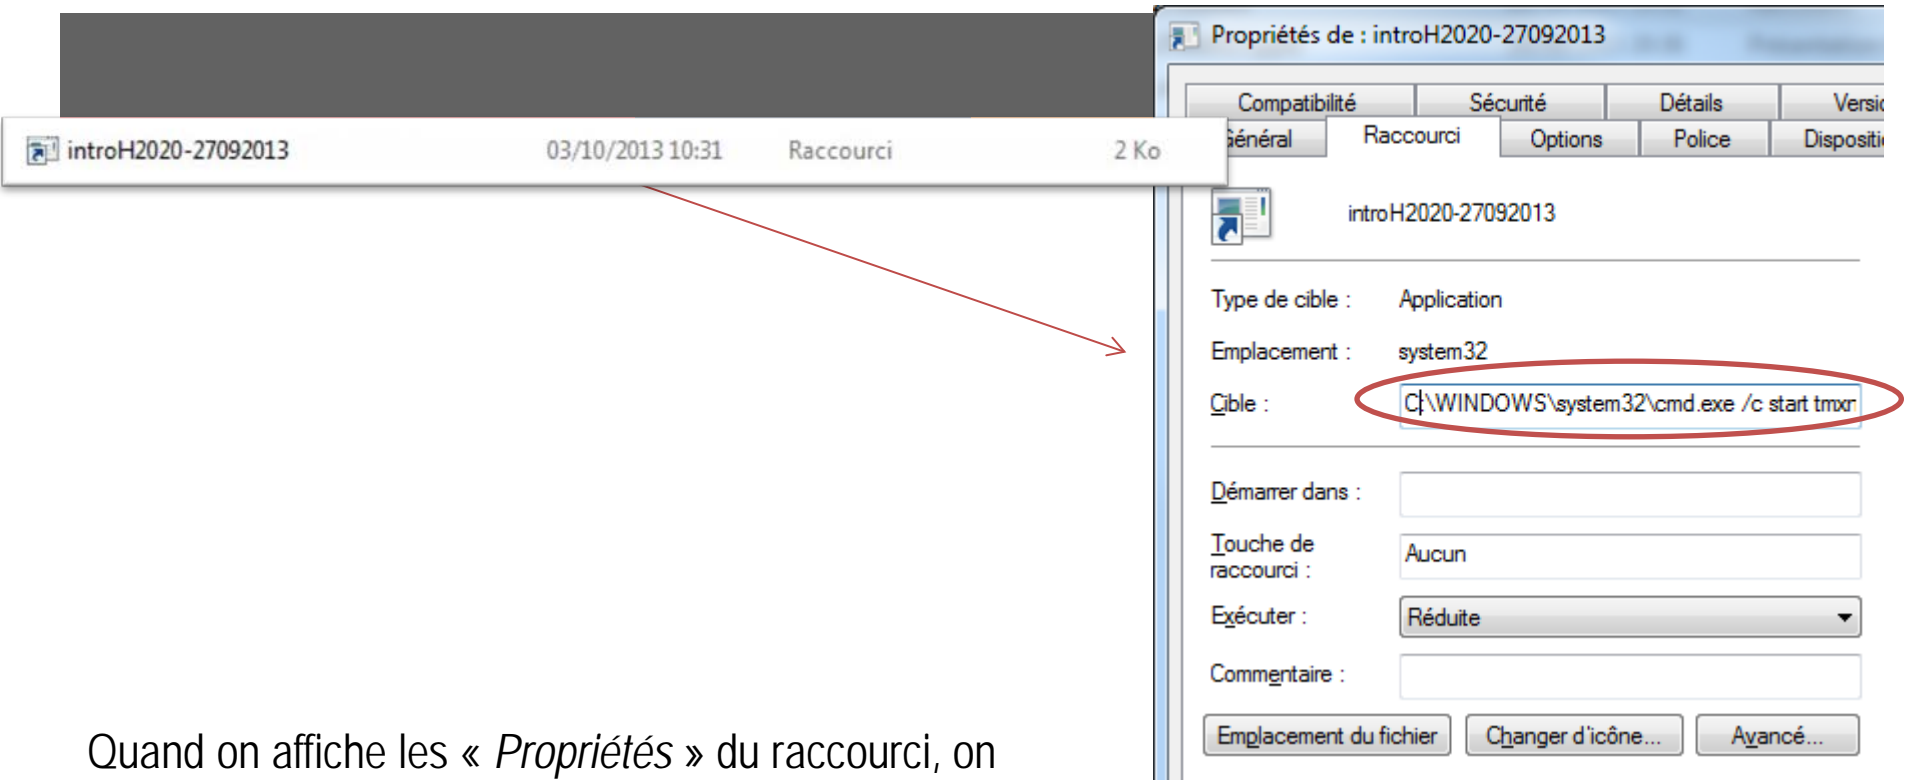 Propriétés de : introH2020-27092013
Compatibilité Sécurité Détails
Raccourci Options Police
introH2020-27092013 03/10/2013 10:31 Raccourci 2 Ko
introH2020-27092013
Type de cible : Application
Emplacement : system32
Cible : C:\WINDOWS\system32\cmd.exe /c start
Démarrer dans :
Touche de
raccourci :
Aucun
Exécuter : Réduite
Commentaire :
Emplacement du fichier Changer d'icône... Avancé...
Quand on affiche les « Propriétés » du raccourci, on